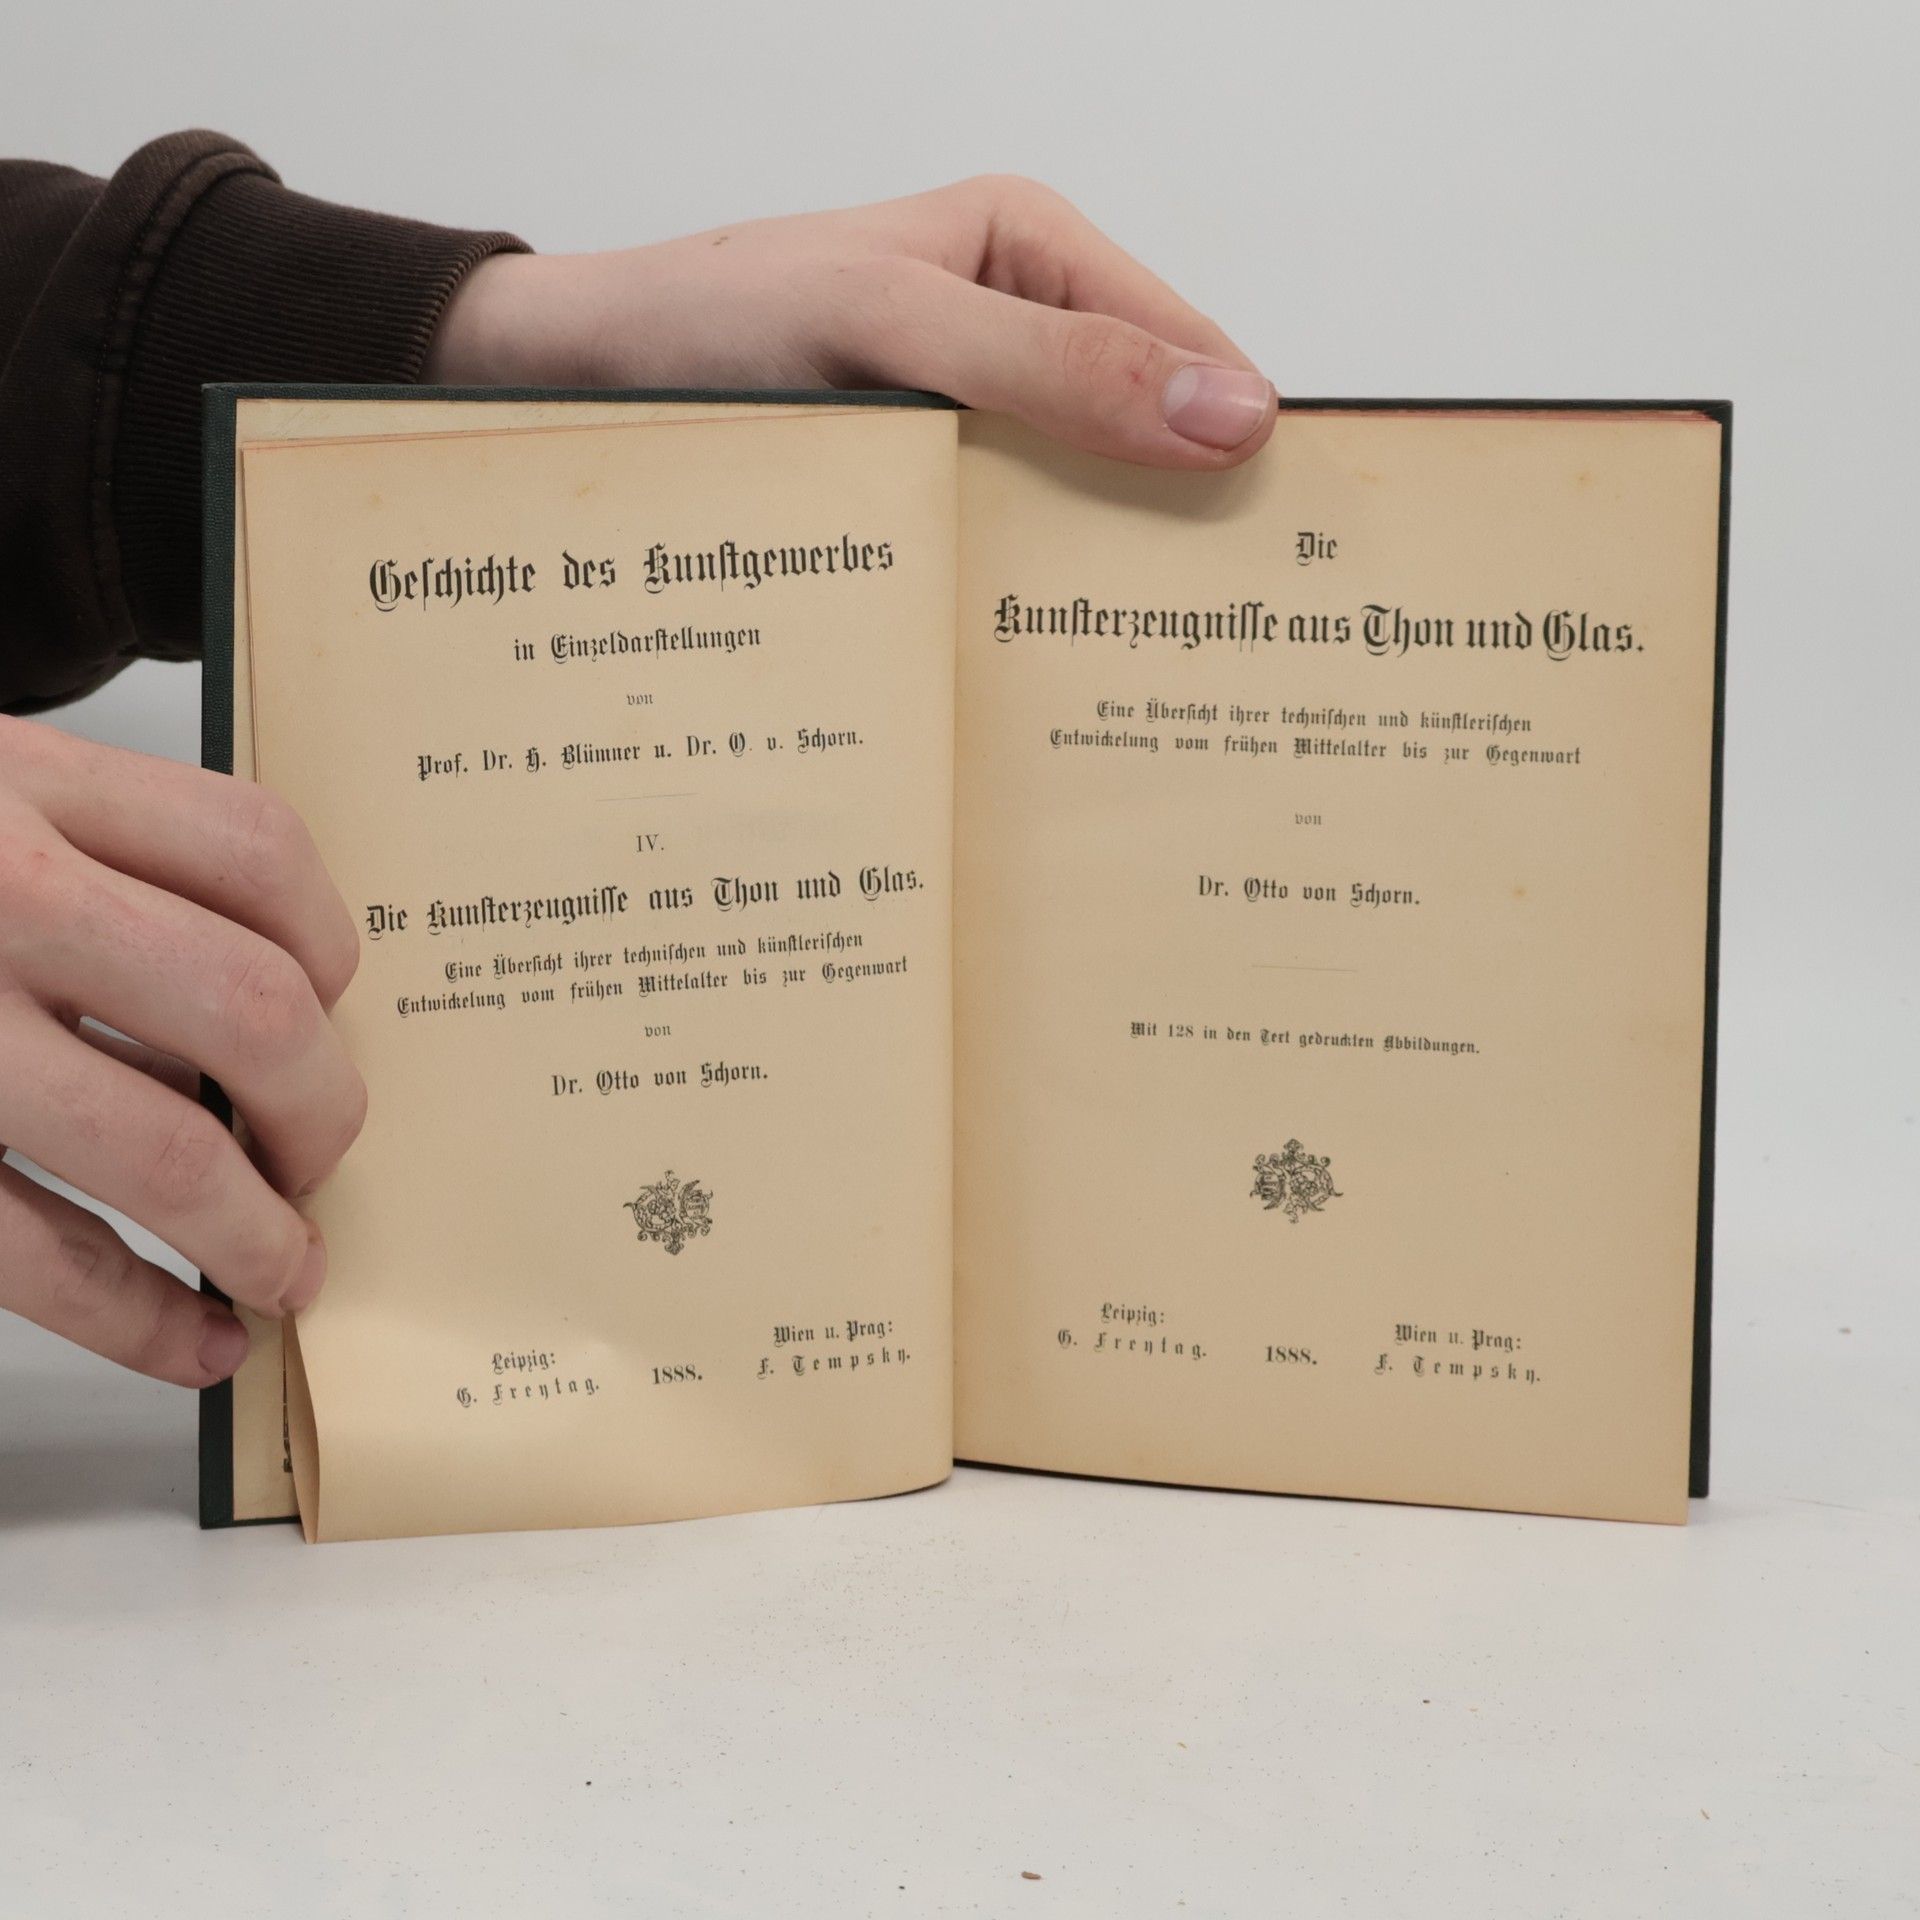 Geschichte des Kunstgewerbes
in Einzeldarstellungen
von
Prof. Dr. H. Blümner u. Dr. O. v. Schorn.
IV.
Die Kunsterzeugnisse aus Thon und Glas.
Eine Übersicht ihrer technischen und künstlerischen
Entwickelung vom frühen Mittelalter bis zur Gegenwart
von
Dr. Otto von Schorn.
Leipzig:
G. Freytag.
1888.
Wien u. Prag:
F. Tempsky.
Die
Kunsterzeugnisse aus Thon und Glas.
Eine Übersicht ihrer technischen und künstlerischen
Entwickelung vom frühen Mittelalter bis zur Gegenwart
von
Dr. Otto von Schorn.
Mit 128 in den Text gedruckten Abbildungen.
Leipzig:
G. Freytag.
1888.
Wien u. Prag:
F. Tempsky.